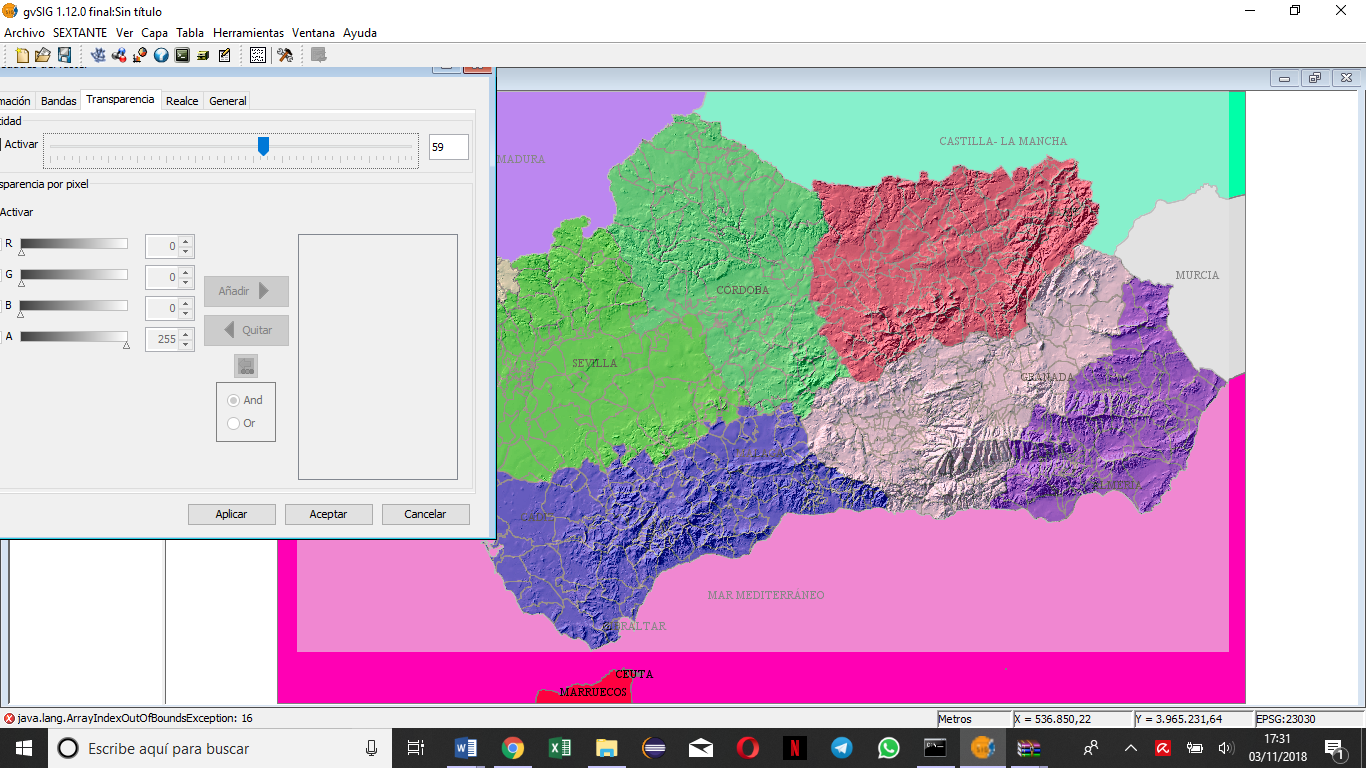 gvSIG 1.12.0 final:Sin título
Archivo SEXTANTE Ver Capa Tabla Herramientas Ventana Ayuda
mación Bandas Transparencia Realce General
cidad
Activar 59
sparencia por pixel
Activar
R 0
G 0
B 0
A 255
Añadir
Quitar
And
Or
Aplicar Aceptar Cancelar
MADURA
CASTILLA- LA MANCHA
MURCIA
CORDOBA
SEVILLA
GRANADA
ALMERIA
MAR MEDITERRANEO
GIBRALTAR
CEUTA
MARRUECOS
java.lang.ArrayIndexOutOfBoundsException: 16
Metros X = 536.850,22 Y = 3.965.231,64 EPSG:23030
Escribe aquí para buscar
17:31
03/11/2018
1